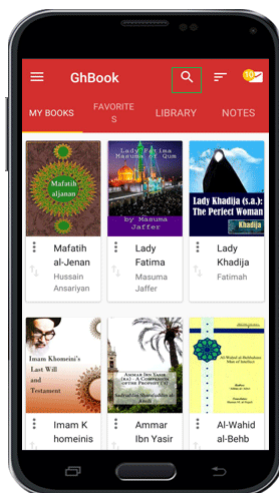 GhBook
10
MY BOOKS
FAVORITE
S
LIBRARY
NOTES
Mafatih
aljanan
Lady Fatima
Masuma of Qum
by Masuma
Jaffer
Lady Khadija (s.a.):
The Perfect Woman
Khadija
Mafatih
al-Jenan
Hussain
Ansariyan
Lady
Fatima
Masuma
Jaffer
Lady
Khadija
Fatimah
Imam Khomeini's
Last Will
and
Testament
Ammar Ibn Yasir
Al-Wahid al-Behbahani
Imam K
homeinis
Ammar
Ibn Yasir
Al-Wahid
al-Behb